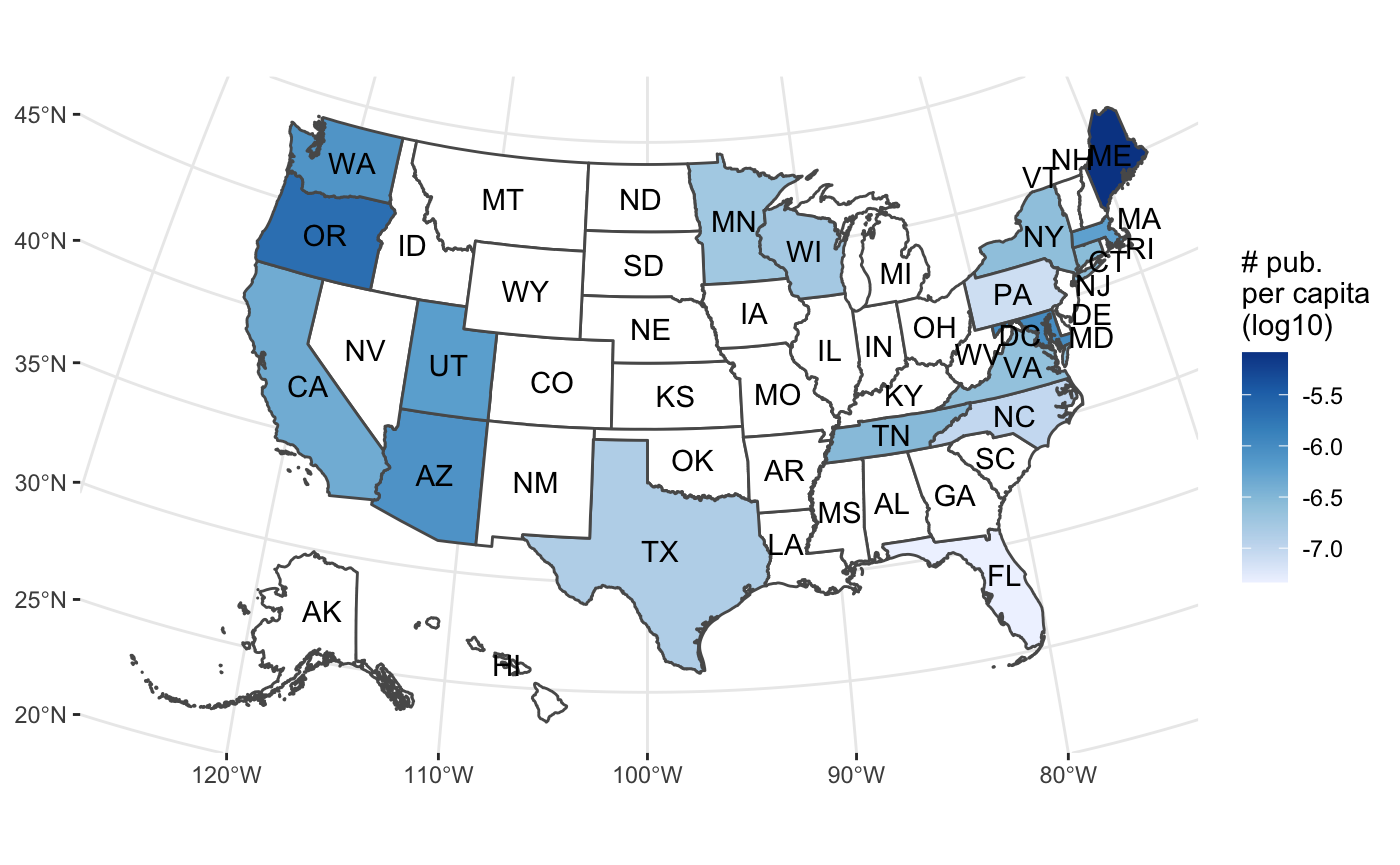 45°N
40°N
35°N
30°N
25°N
20°N
WA
MT
ND
MN
OR
ID
SD
WI
MI
WY
IA
NE
NV
UT
CO
KS
MO
IL
IN
OH
CA
AZ
NM
OK
AR
KY
TN
WV
VA
NC
SC
TX
LA
MS
AL
GA
FL
AK
HI
PA
NY
VT
NH
ME
MA
RI
CT
NJ
DE
MD
DC
120°W
110°W
100°W
90°W
80°W
# pub.
per capita
(log10)
-5.5
-6.0
-6.5
-7.0